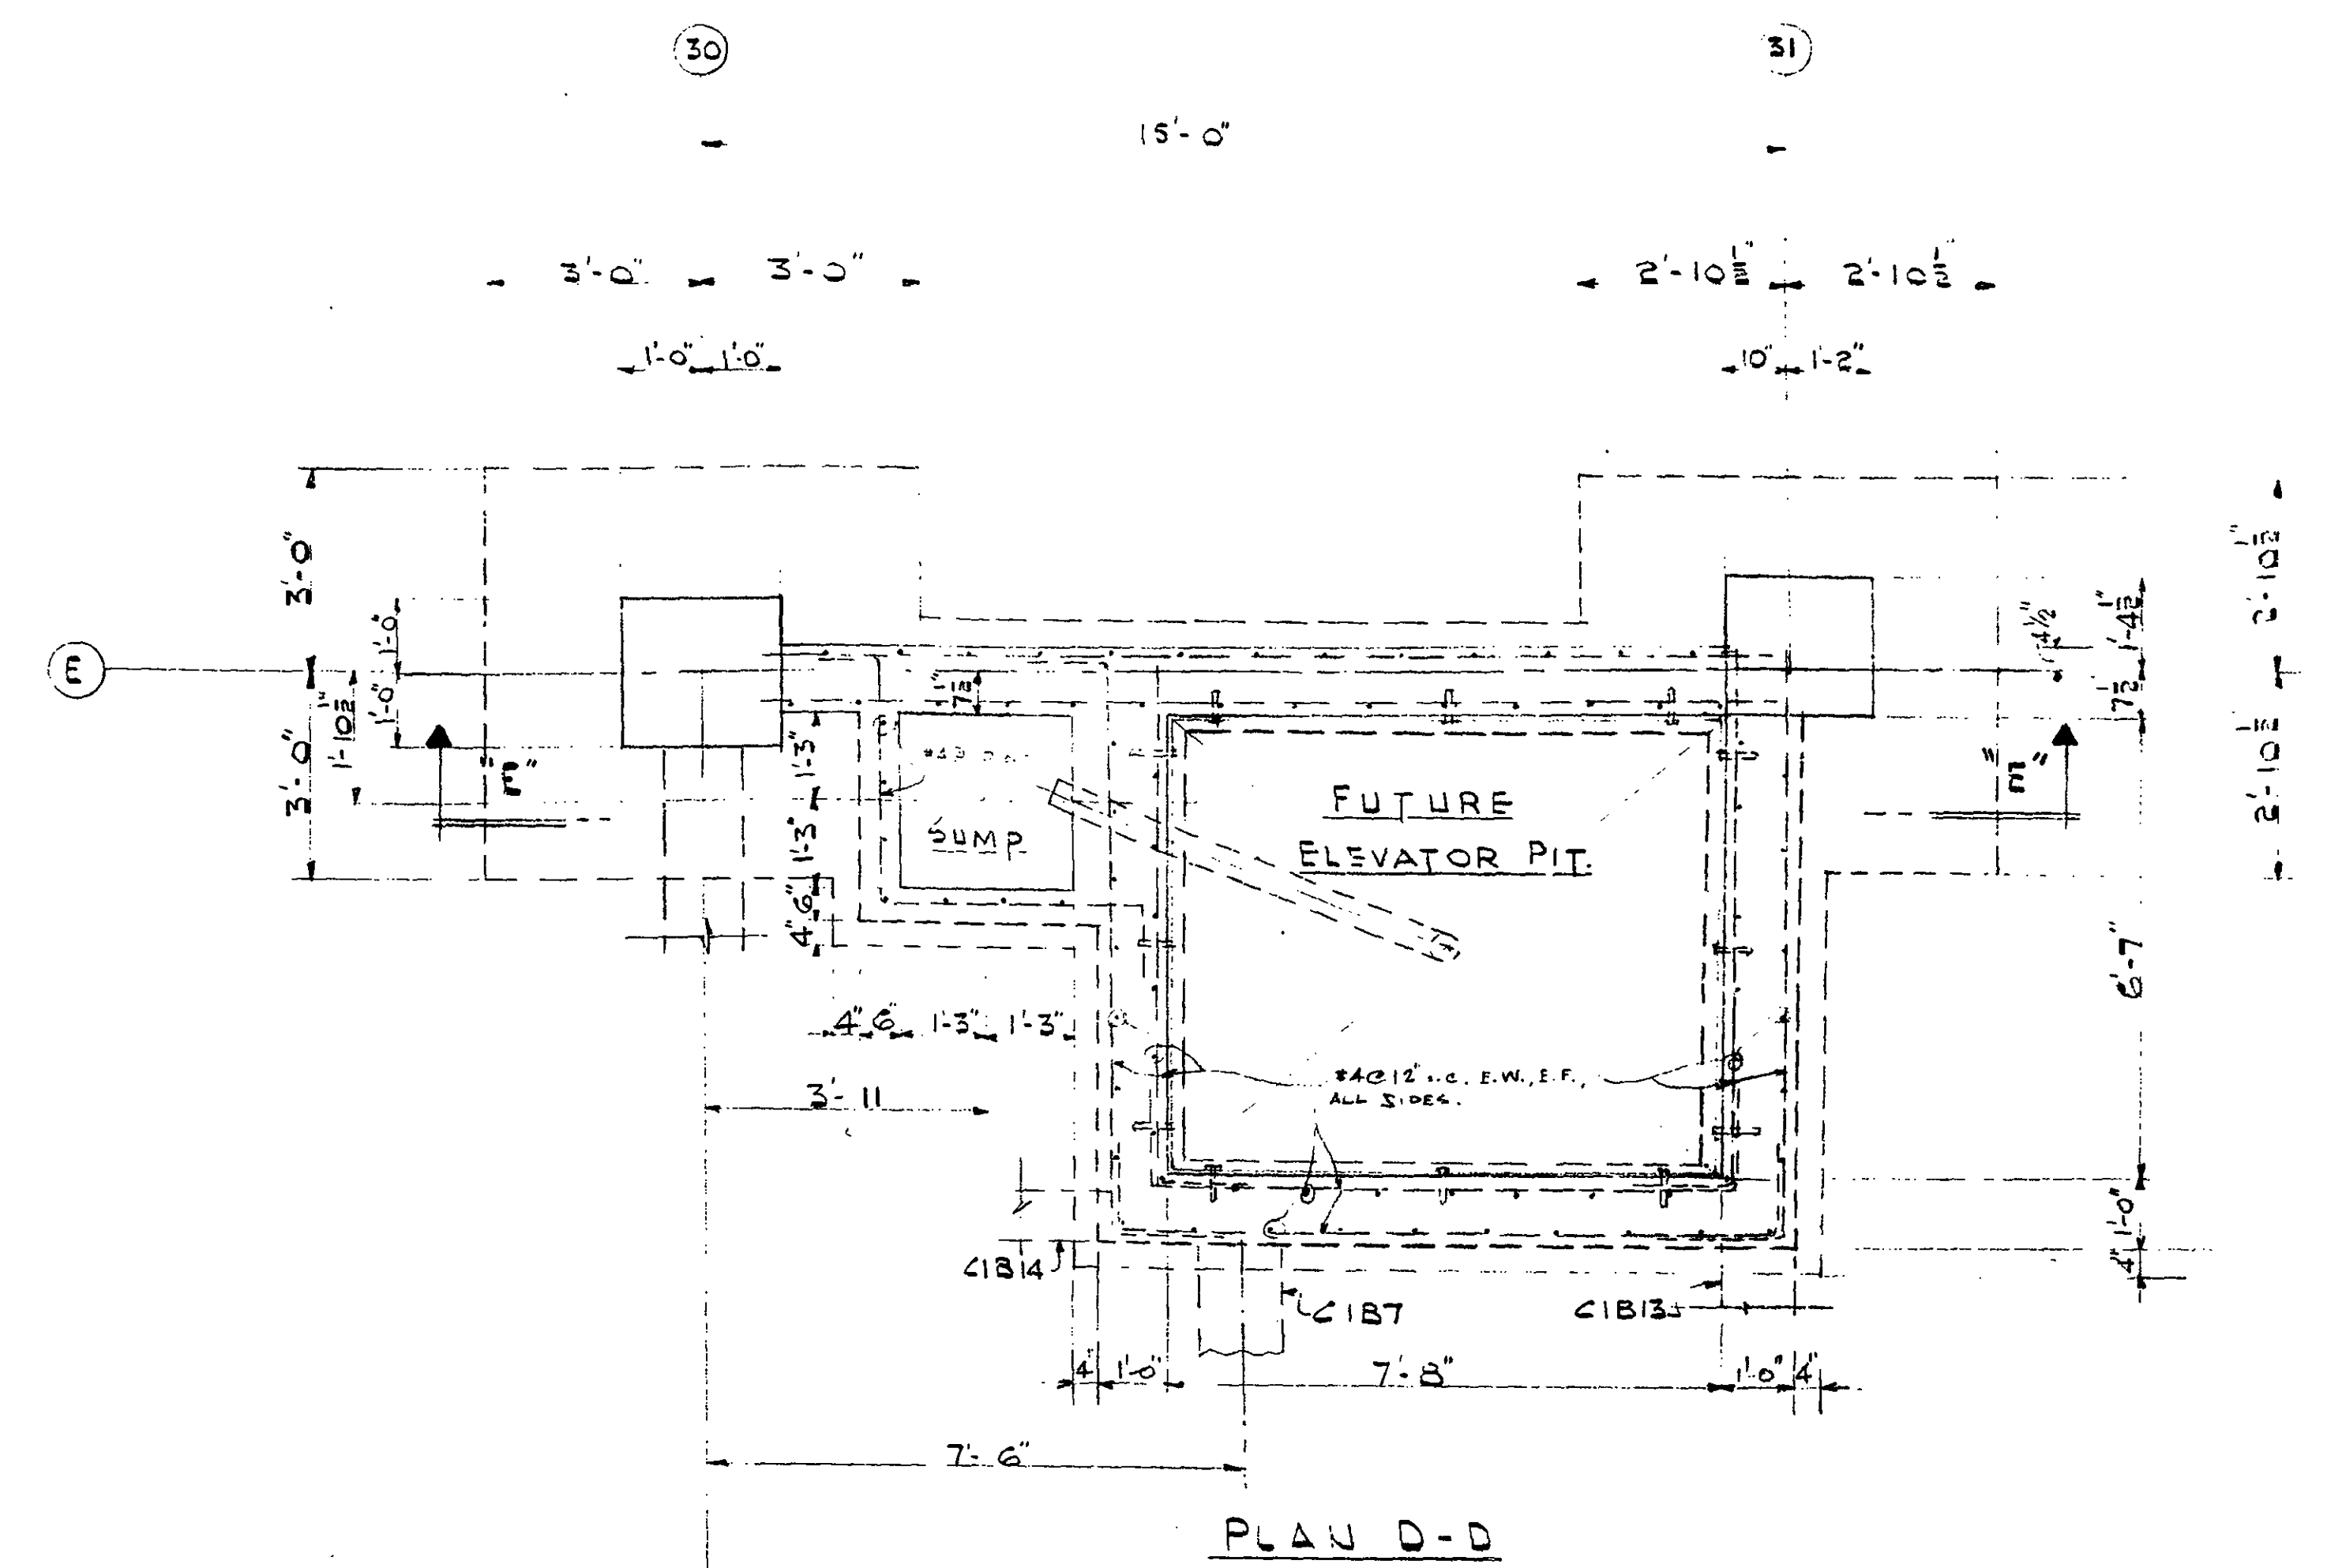 30
31
15'-0"
3'-0" 3'-0"
2'-10½" 2'-10½"
1'-0" 1'-0"
10" 1'-2"
3'-0"
1'-0"
2'-10½"
4½"
1'-4½"
E
7½"
7½"
1'-0"
1'-10½"
3'-0"
"E"
1'-3"
1'-3"
6"
4"
SUMP
FUTURE
ELEVATOR PIT.
"E"
2'-10½"
6'-7"
4" 6" 1'-3" 1'-3"
3'-11
#4@12" o.c. E.W., E.F.,
ALL SIDES.
C1B14
C1B7
C1B13
1'-0"
4"
4" 1'-0" 7'-8" 1'-0" 4"
7'-6"
PLAN D-D